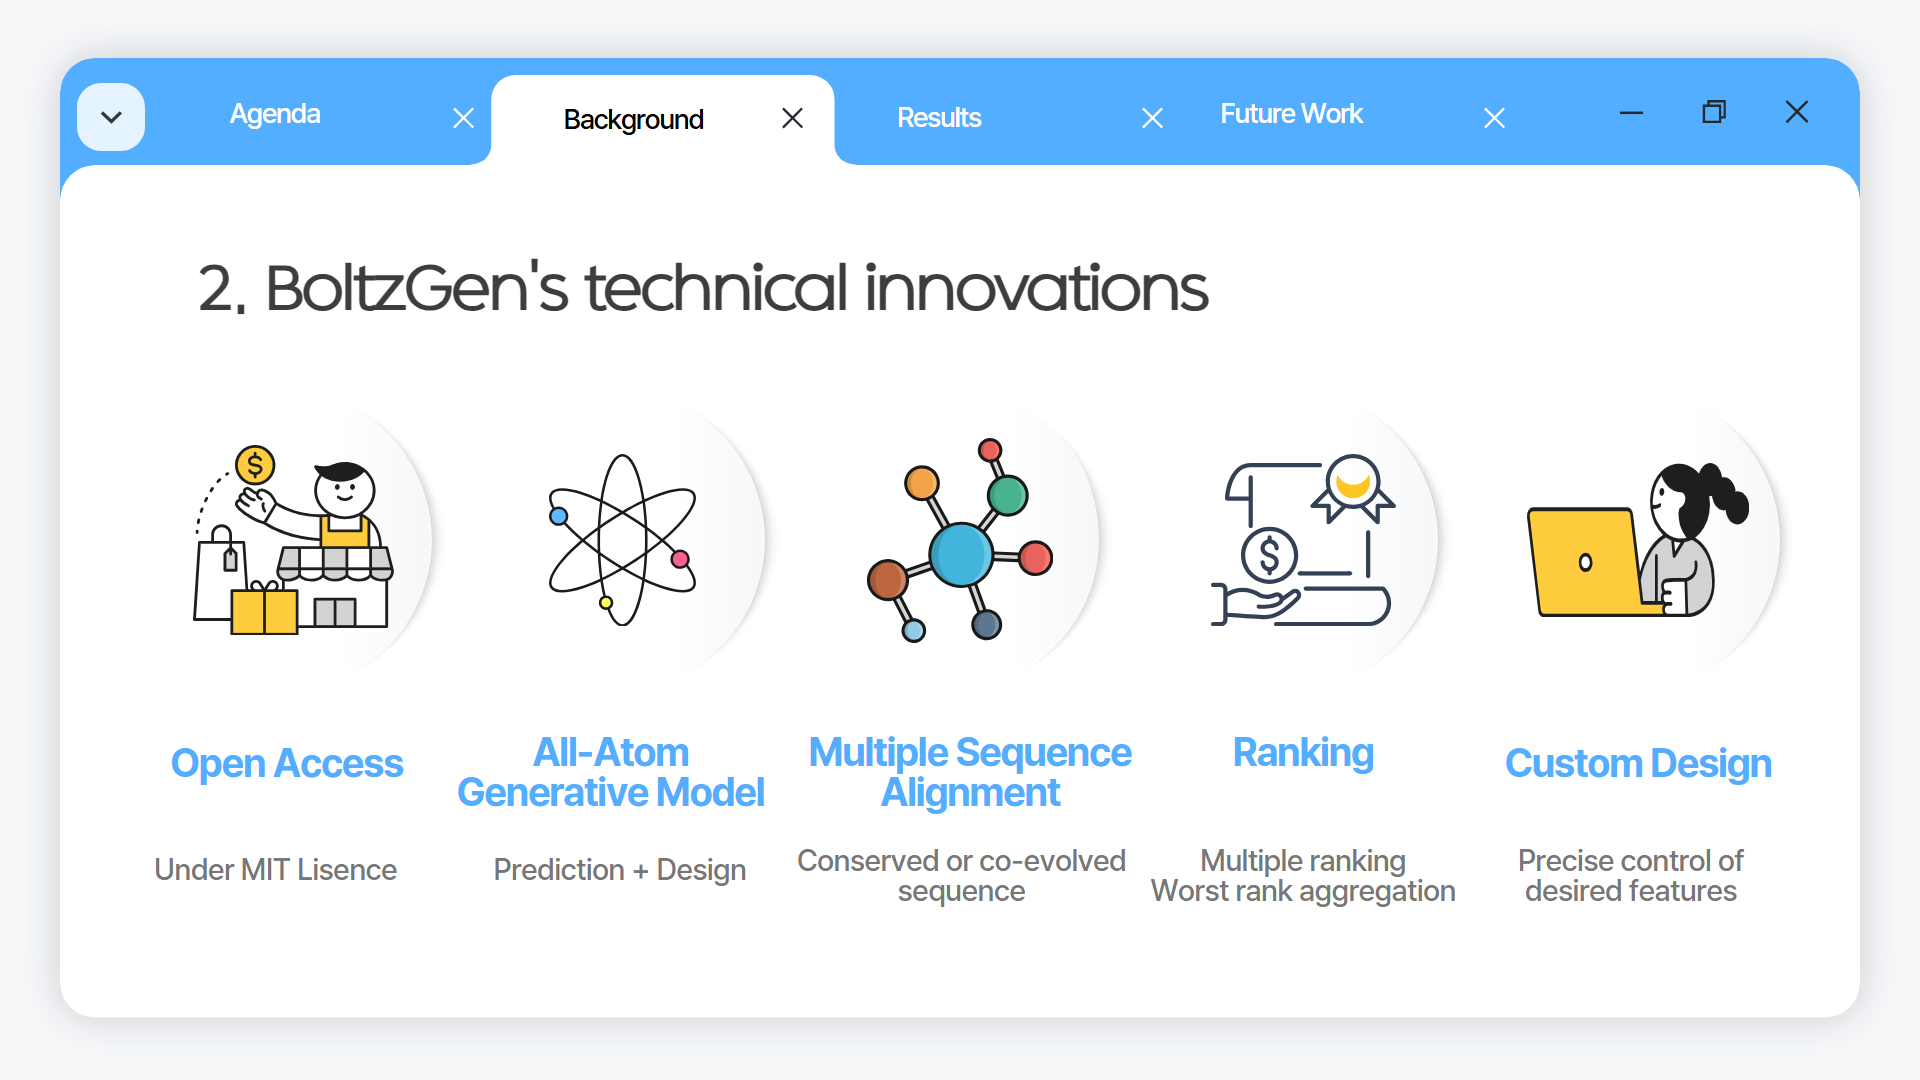 Agenda
Background
Results
Future Work
2. BoltzGen's technical innovations
$
$
Open Access
Under MIT Lisence
All-Atom
Generative Model
Prediction + Design
Multiple Sequence
Alignment
Conserved or co-evolved
sequence
Ranking
Multiple ranking
Worst rank aggregation
Custom Design
Precise control of
desired features